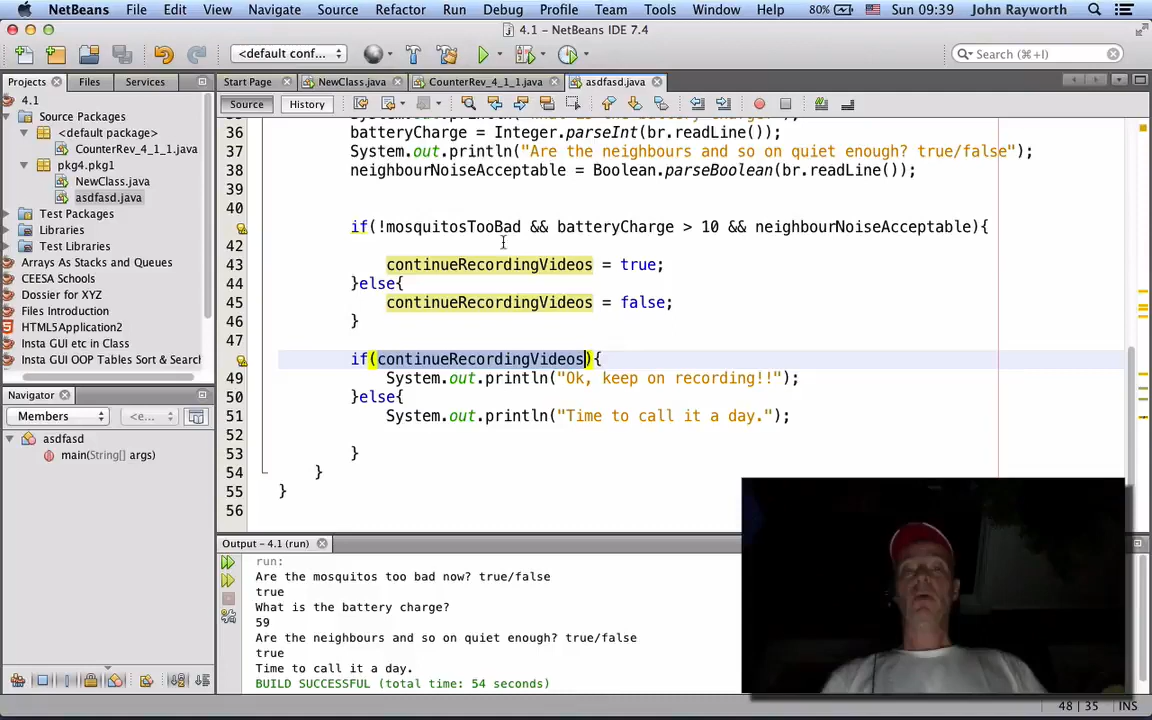 NetBeans File Edit View Navigate Source Refactor Run Debug Profile Team Tools Window Help 80% Sun 09:39 John Rayworth
4.1 - NetBeans IDE 7.4
<default conf...
Search (⌘+I)
Projects Files Services
Start Page NewClass.java CounterRev_4_1_1.java asdfasd.java
Source History
4.1
Source Packages
<default package>
CounterRev_4_1_1.java
pkg4.pkg1
NewClass.java
asdfasd.java
Test Packages
Libraries
Test Libraries
Arrays As Stacks and Queues
CEESA Schools
Dossier for XYZ
Files Introduction
HTML5Application2
Insta GUI etc in Class
Insta GUI OOP Tables Sort & Search
Navigator
Members <e...
asdfasd
main(String[] args)
36 batteryCharge = Integer.parseInt(br.readLine());
37 System.out.println("Are the neighbours and so on quiet enough? true/false");
38 neighbourNoiseAcceptable = Boolean.parseBoolean(br.readLine());
39
40
if(!mosquitosTooBad && batteryCharge > 10 && neighbourNoiseAcceptable){
42
43 continueRecordingVideos = true;
44 }else{
45 continueRecordingVideos = false;
46 }
47
if(continueRecordingVideos){
49 System.out.println("Ok, keep on recording!!");
50 }else{
51 System.out.println("Time to call it a day.");
52
53 }
54 }
55 }
56
Output - 4.1 (run)
run:
Are the mosquitos too bad now? true/false
true
What is the battery charge?
59
Are the neighbours and so on quiet enough? true/false
true
Time to call it a day.
BUILD SUCCESSFUL (total time: 54 seconds)
48 | 35 INS